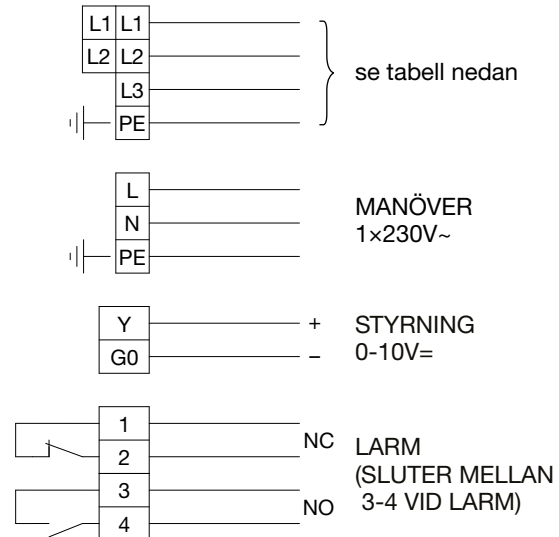 L1 L1
L2 L2
L3
PE
se tabell nedan
L
N
PE
MANÖVER
1×230V~
Y +
G0 –
STYRNING
0-10V=
1
2
NC
3
4
NO
LARM
(SLUTER MELLAN
3-4 VID LARM)